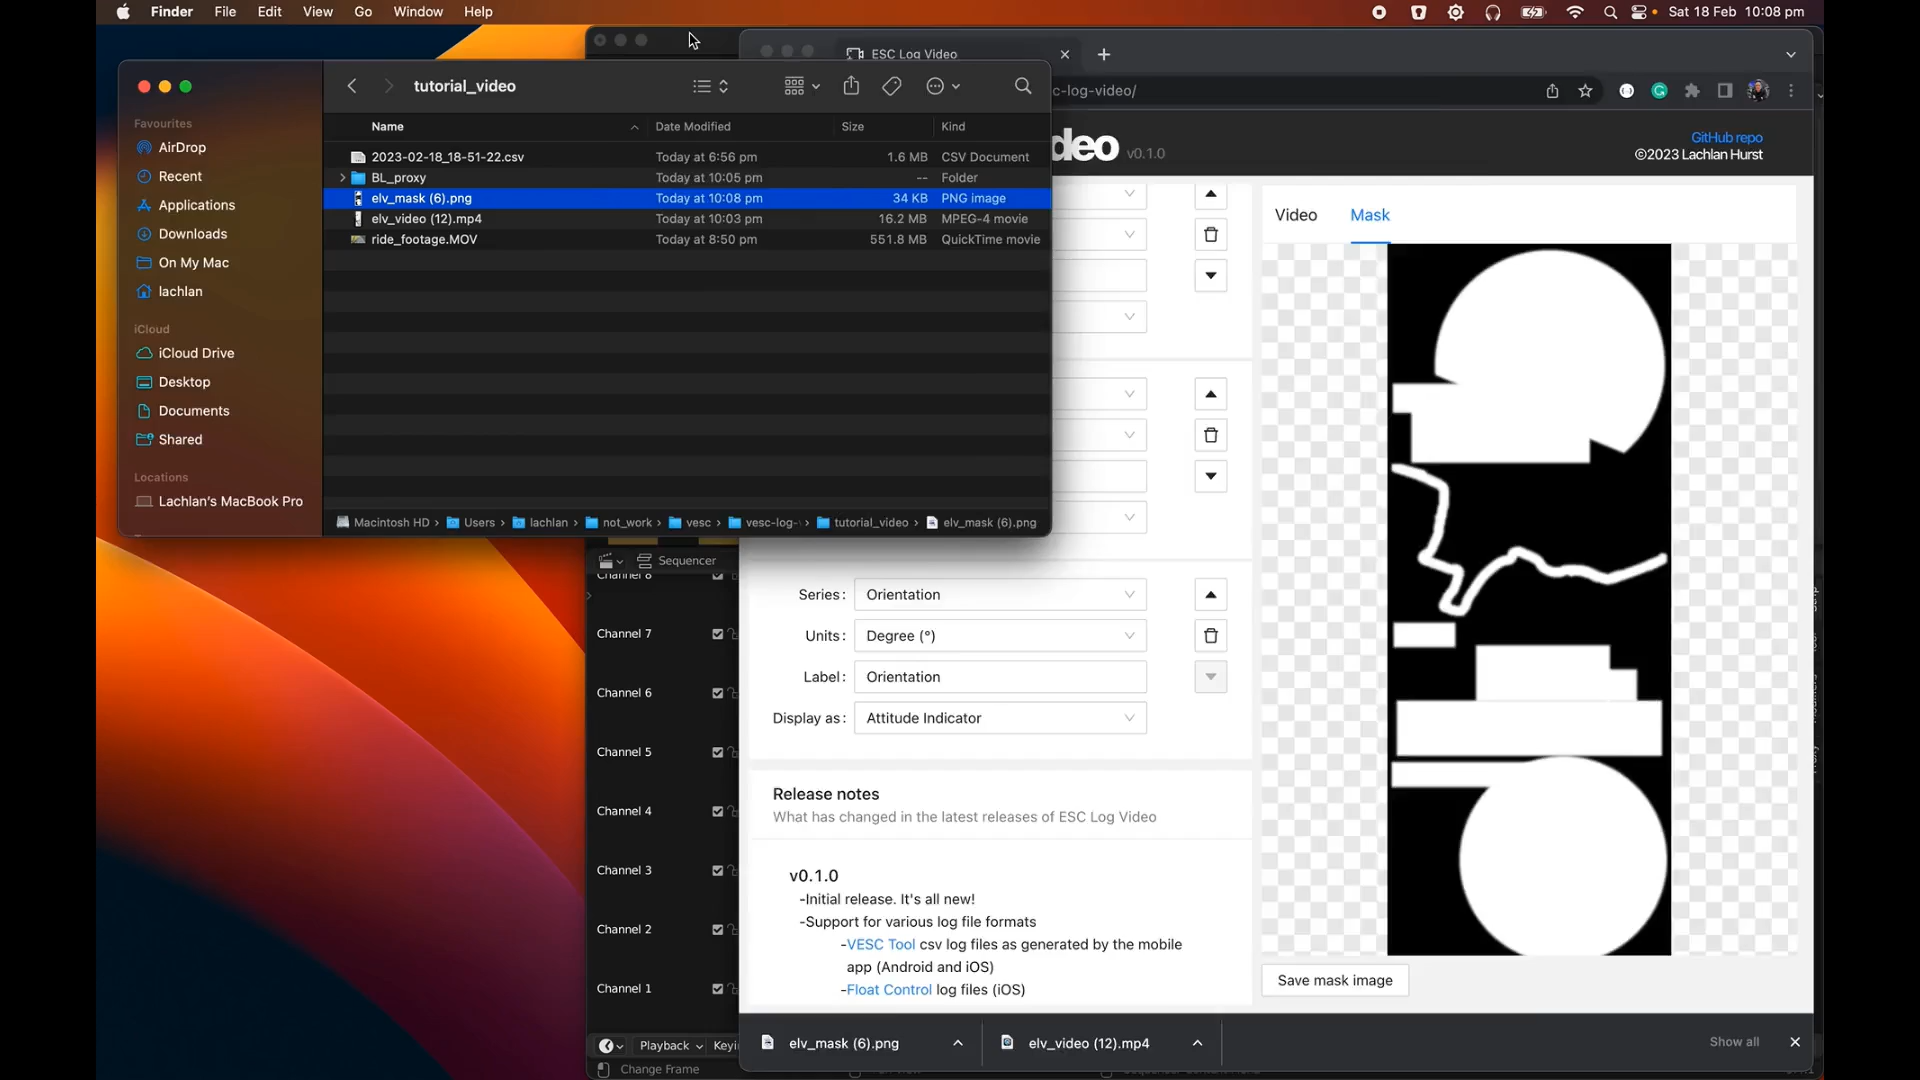 Finder File Edit View Go Window Help
Sat 18 Feb 10:08 pm
ESC Log Video
c-log-video/
tutorial_video
Favourites
AirDrop
Recent
Applications
Downloads
On My Mac
lachlan
Shared
iCloud
iCloud Drive
Desktop
Documents
Shared
Locations
Lachlan's MacBook Pro
Name Date Modified Size Kind
2023-02-18_18-51-22.csv Today at 6:56 pm 1.6 MB CSV Document
BL_proxy Today at 10:05 pm -- Folder
elv_mask (6).png Today at 10:08 pm 34 KB PNG image
elv_video (12).mp4 Today at 10:03 pm 16.2 MB MPEG-4 movie
ride_footage.MOV Today at 8:50 pm 551.8 MB QuickTime movie
Macintosh HD › Users › lachlan › not_work › vesc › vesc-log- › tutorial_video › elv_mask (6).png
deo v0.1.0
GitHub repo
©2023 Lachlan Hurst
Video Mask
Sequencer
Channel 8
Channel 7
Channel 6
Channel 5
Channel 4
Channel 3
Channel 2
Channel 1
Playback Keyi
Change Frame
Series: Orientation
Units: Degree (°)
Label: Orientation
Display as: Attitude Indicator
Release notes
What has changed in the latest releases of ESC Log Video
v0.1.0
-Initial release. It's all new!
-Support for various log file formats
-VESC Tool csv log files as generated by the mobile
app (Android and iOS)
-Float Control log files (iOS)
Save mask image
elv_mask (6).png
elv_video (12).mp4
Show all